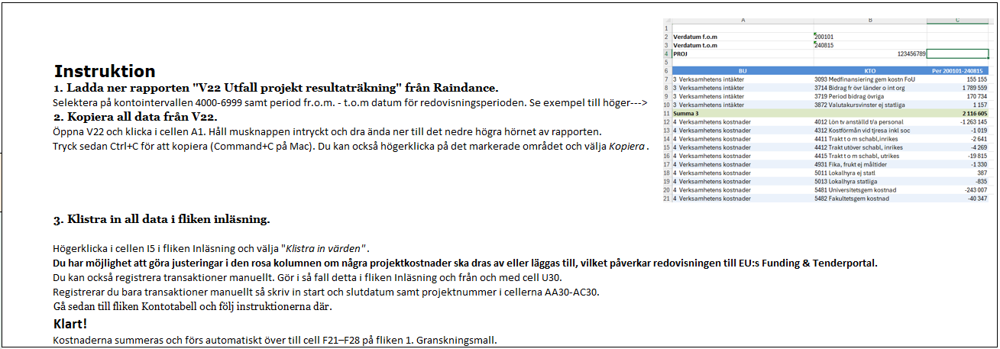 Instruktion
1. Ladda ner rapporten "V22 Utfall projekt resultaträkning" från Raindance.
Selektera på kontointervallen 4000-6999 samt period fr.o.m. - t.o.m datum för redovisningsperioden. Se exempel till höger--->
2. Kopiera all data från V22.
Öppna V22 och klicka i cellen A1. Håll musknappen intryckt och dra ända ner till det nedre högra hörnet av rapporten.
Tryck sedan Ctrl+C för att kopiera (Command+C på Mac). Du kan också högerklicka på det markerade området och välja Kopiera.
A B C
1
2 Verdatum f.o.m 200101
3 Verdatum t.o.m 240815
4 PROJ 123456789
5
6 BU KTO Per 200101-240815
7 3 Verksamhetens intäkter 3093 Medfinansiering gem kostn FoU 155 155
8 3 Verksamhetens intäkter 3714 Bidrag fr övr länder o int org 1 789 559
9 3 Verksamhetens intäkter 3719 Period bidrag övriga 170 734
10 3 Verksamhetens intäkter 3872 Valutakursvinster ej statliga 1 157
11 Summa 3 2 116 605
12 4 Verksamhetens kostnader 4012 Lön tv anställd t/a personal -1 263 145
13 4 Verksamhetens kostnader 4312 Kostförmån vid tjresa inkl soc -1 019
14 4 Verksamhetens kostnader 4411 Trakt t o m schabl,inrikes -2 641
15 4 Verksamhetens kostnader 4412 Trakt utöver schabl, inrikes -4 269
16 4 Verksamhetens kostnader 4415 Trakt t o m schabl, utrikes -19 815
17 4 Verksamhetens kostnader 4931 Fika, frukt ej måltider -1 330
18 4 Verksamhetens kostnader 5011 Lokalhyra ej statl 387
19 4 Verksamhetens kostnader 5013 Lokalhyra statliga -835
20 4 Verksamhetens kostnader 5481 Universitetsgem kostnad -243 007
21 4 Verksamhetens kostnader 5482 Fakultetsgem kostnad -40 347
3. Klistra in all data i fliken inläsning.
Högerklicka i cellen I5 i fliken Inläsning och välja "Klistra in värden".
Du har möjlighet att göra justeringar i den rosa kolumnen om några projektkostnader ska dras av eller läggas till, vilket påverkar redovisningen till EU:s Funding & Tenderportal.
Du kan också registrera transaktioner manuellt. Gör i så fall detta i fliken Inläsning och från och med cell U30.
Registrerar du bara transaktioner manuellt så skriv in start och slutdatum samt projektnummer i cellerna AA30-AC30.
Gå sedan till fliken Kontotabell och följ instruktionerna där.
Klart!
Kostnaderna summeras och förs automatiskt över till cell F21–F28 på fliken 1. Granskningsmall.